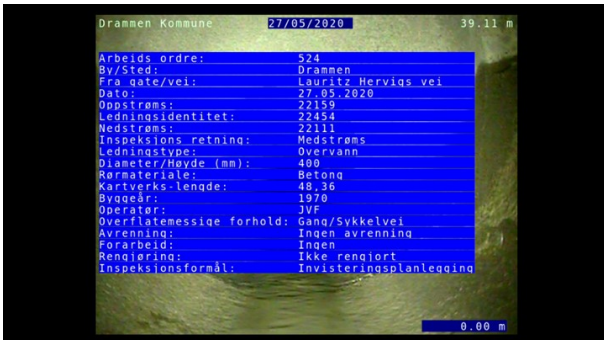 Drammen Kommune 27/05/2020 39.11 m
Arbeids ordre: 524
By/Sted: Drammen
Fra gate/vei: Lauritz Hervigs vei
Dato: 27.05.2020
Oppstrøms: 22159
Ledningsidentitet: 22454
Nedstrøms: 22111
Inspeksjons retning: Medstrøms
Ledningstype: Overvann
Diameter/Høyde (mm): 400
Rørmateriale: Betong
Kartverks-lengde: 48,36
Byggeår: 1970
Operatør: JVF
Overflatemessige forhold: Gang/Sykkelvei
Avrenning: Ingen avrenning
Forarbeid: Ingen
Rengjøring: Ikke rengjort
Inspeksjonsformål: Invisteringsplanlegging
0.00 m